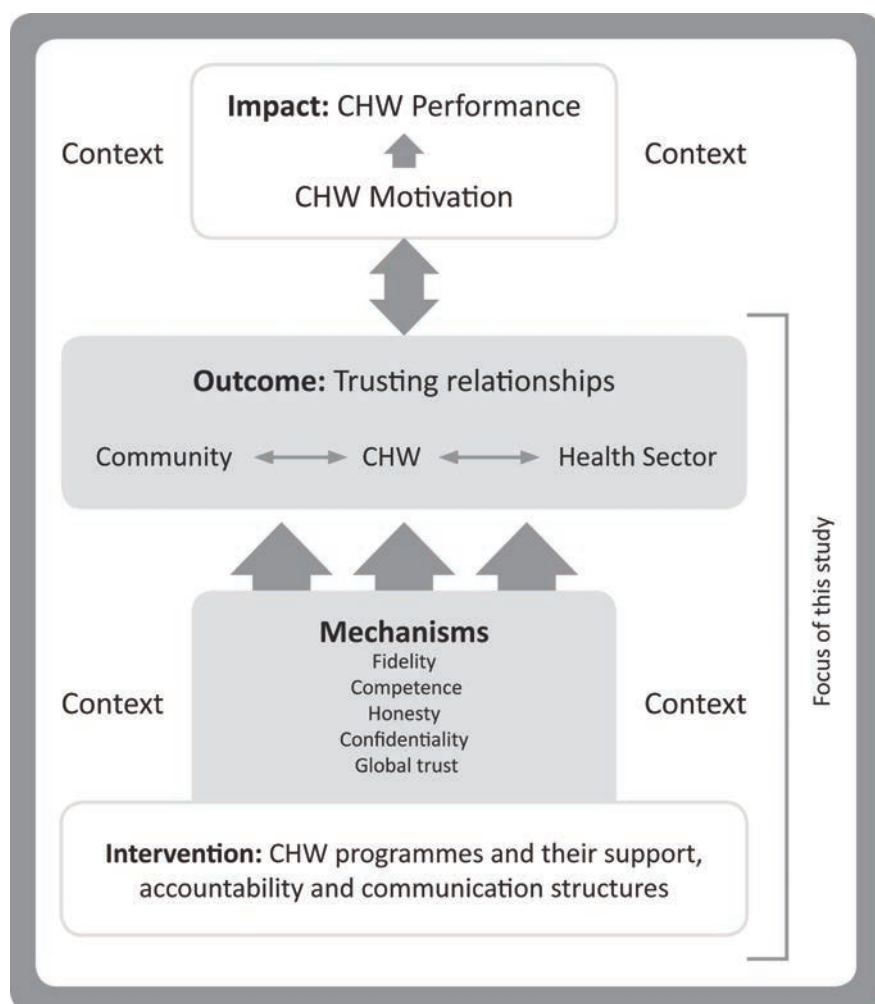 Impact: CHW Performance
Context
Context
CHW Motivation
Outcome: Trusting relationships
Community
CHW
Health Sector
Mechanisms
Fidelity
Competence
Honesty
Confidentiality
Global trust
Context
Context
Intervention: CHW programmes and their support,
accountability and communication structures
Focus of this study